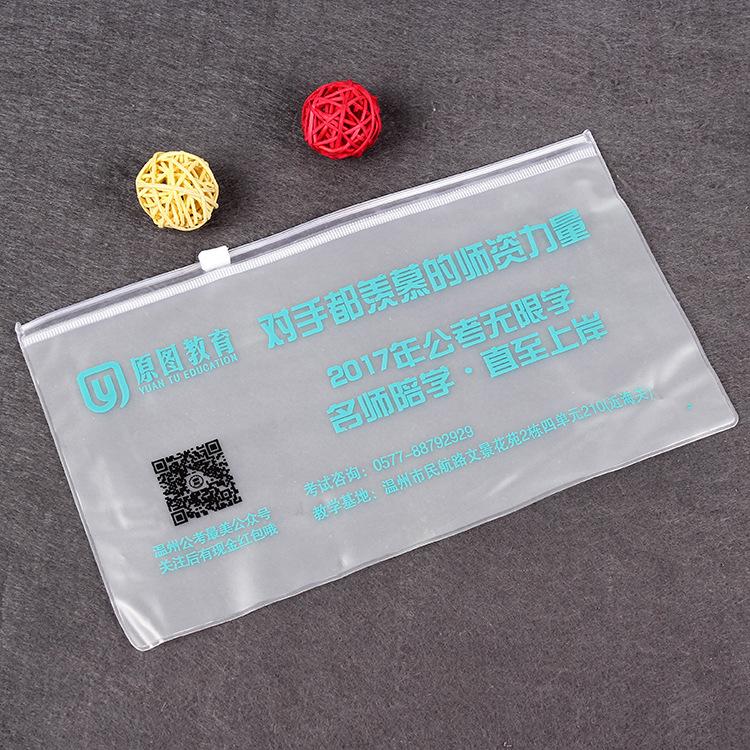 对手都羡慕的师资力量
原图教育
YUAN TU EDUCATION
2017年公考无限学
名师陪学·直至上岸
考试咨询：0577-88792929
教学基地：温州市民航路文景花苑2栋四单元210(近海关)
温州公考最美公众号
关注后有现金红包哦